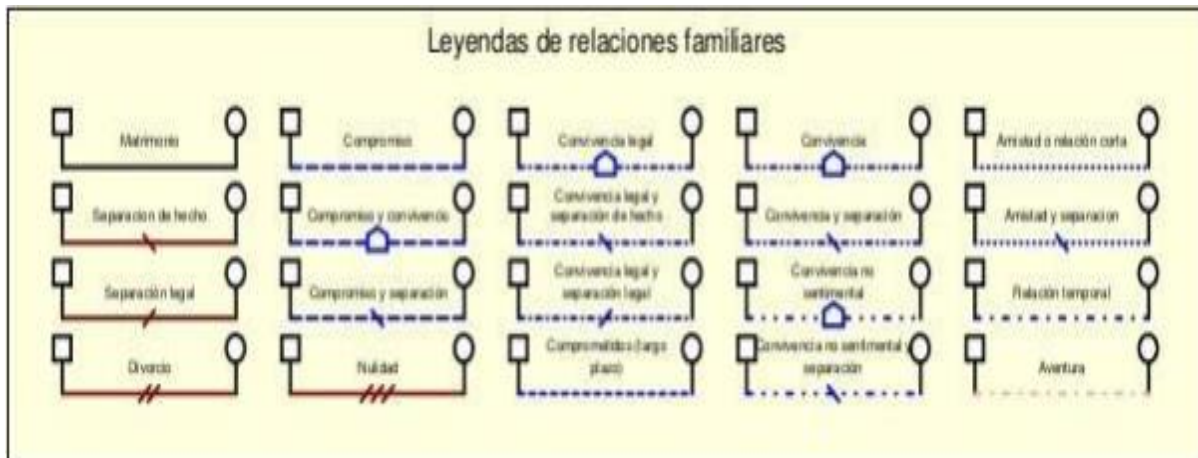 Leyendas de relaciones familiares
Matrimonio
Compromiso
Convivencia legal
Convivencia
Amistad o relación corta
Separacion de hecho
Compromiso y convivencia
Convivencia legal y
separación de hecho
Convivencia y separación
Amistad y separacion
Separación legal
Compromiso y separación
Convivencia legal y
separación legal
Convivencia no
sentimental
Relación temporal
Divorcio
Nulidad
Comprometidos (largo
plazo)
Convivencia no sentimental y
separación
Aventura